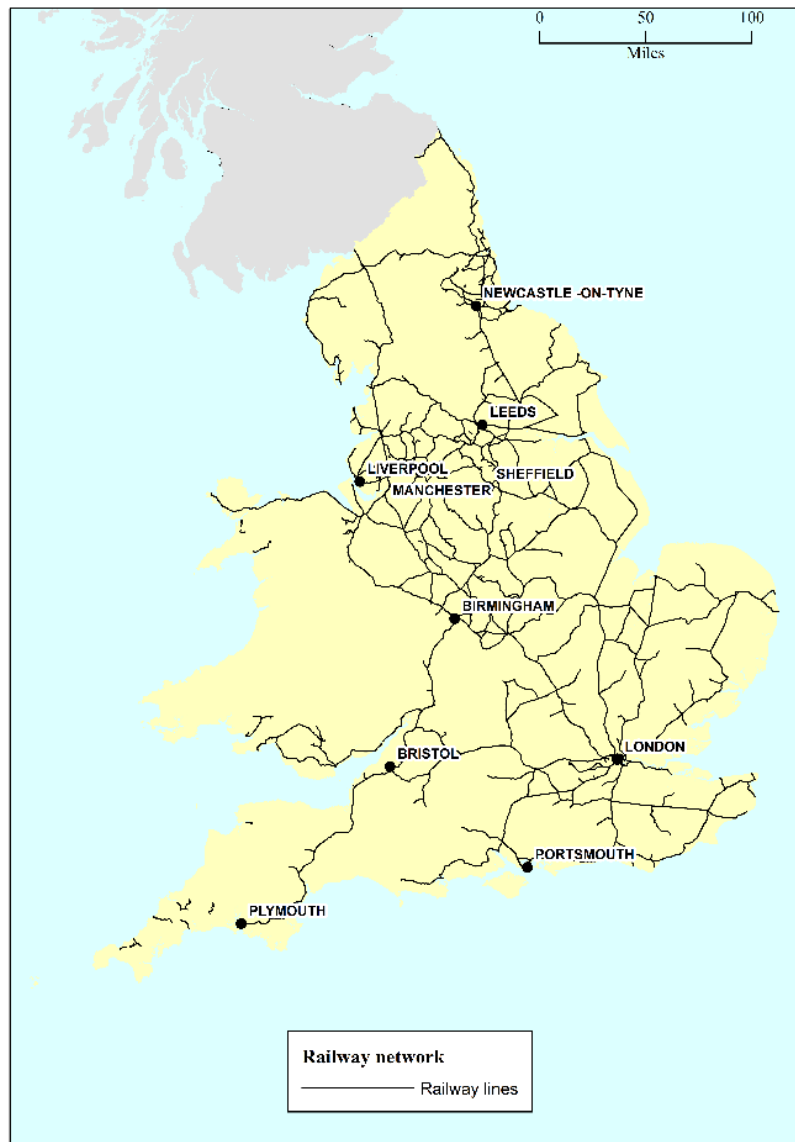 0 50 100
Miles
NEWCASTLE -ON-TYNE
LEEDS
LIVERPOOL
SHEFFIELD
MANCHESTER
BIRMINGHAM
LONDON
BRISTOL
PORTSMOUTH
PLYMOUTH
Railway network
Railway lines